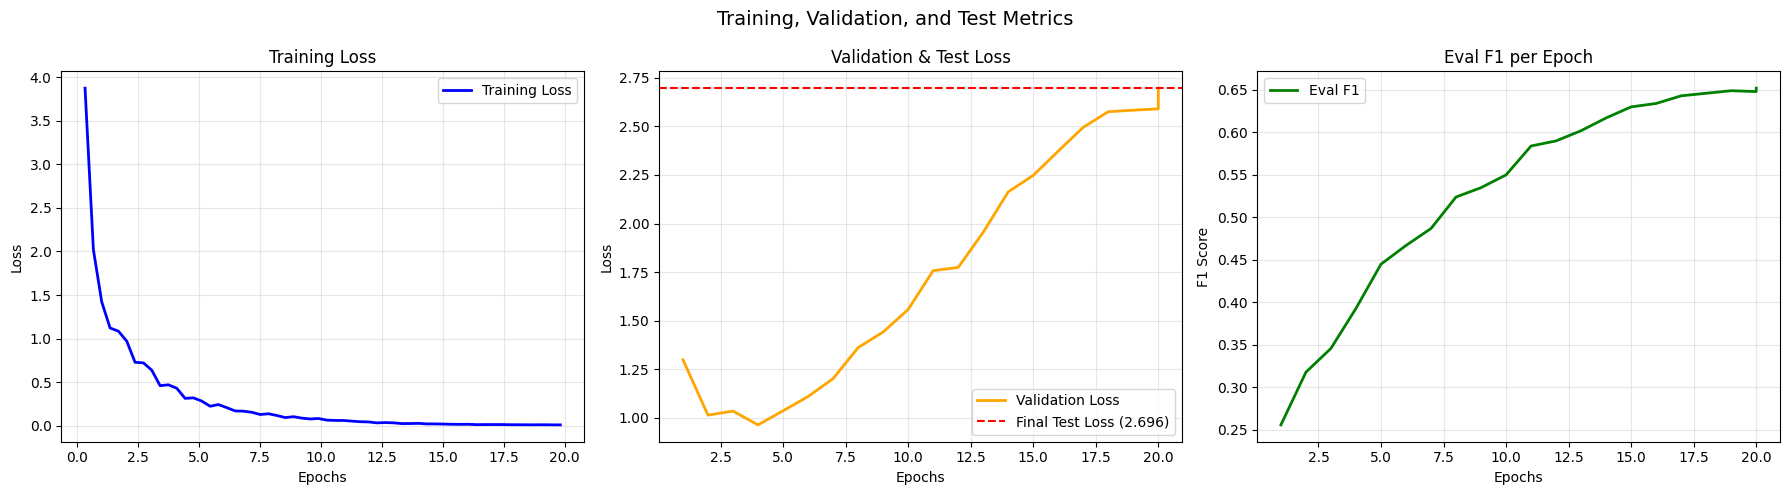 Training, Validation, and Test Metrics
Training Loss
4.0
3.5
3.0
2.5
2.0
1.5
1.0
0.5
0.0
Loss
0.0 2.5 5.0 7.5 10.0 12.5 15.0 17.5 20.0
Epochs
Training Loss
Validation & Test Loss
2.75
2.50
2.25
2.00
1.75
1.50
1.25
1.00
Loss
2.5 5.0 7.5 10.0 12.5 15.0 17.5 20.0
Epochs
Validation Loss
Final Test Loss (2.696)
Eval F1 per Epoch
Eval F1
0.65
0.60
0.55
0.50
0.45
0.40
0.35
0.30
0.25
F1 Score
2.5 5.0 7.5 10.0 12.5 15.0 17.5 20.0
Epochs